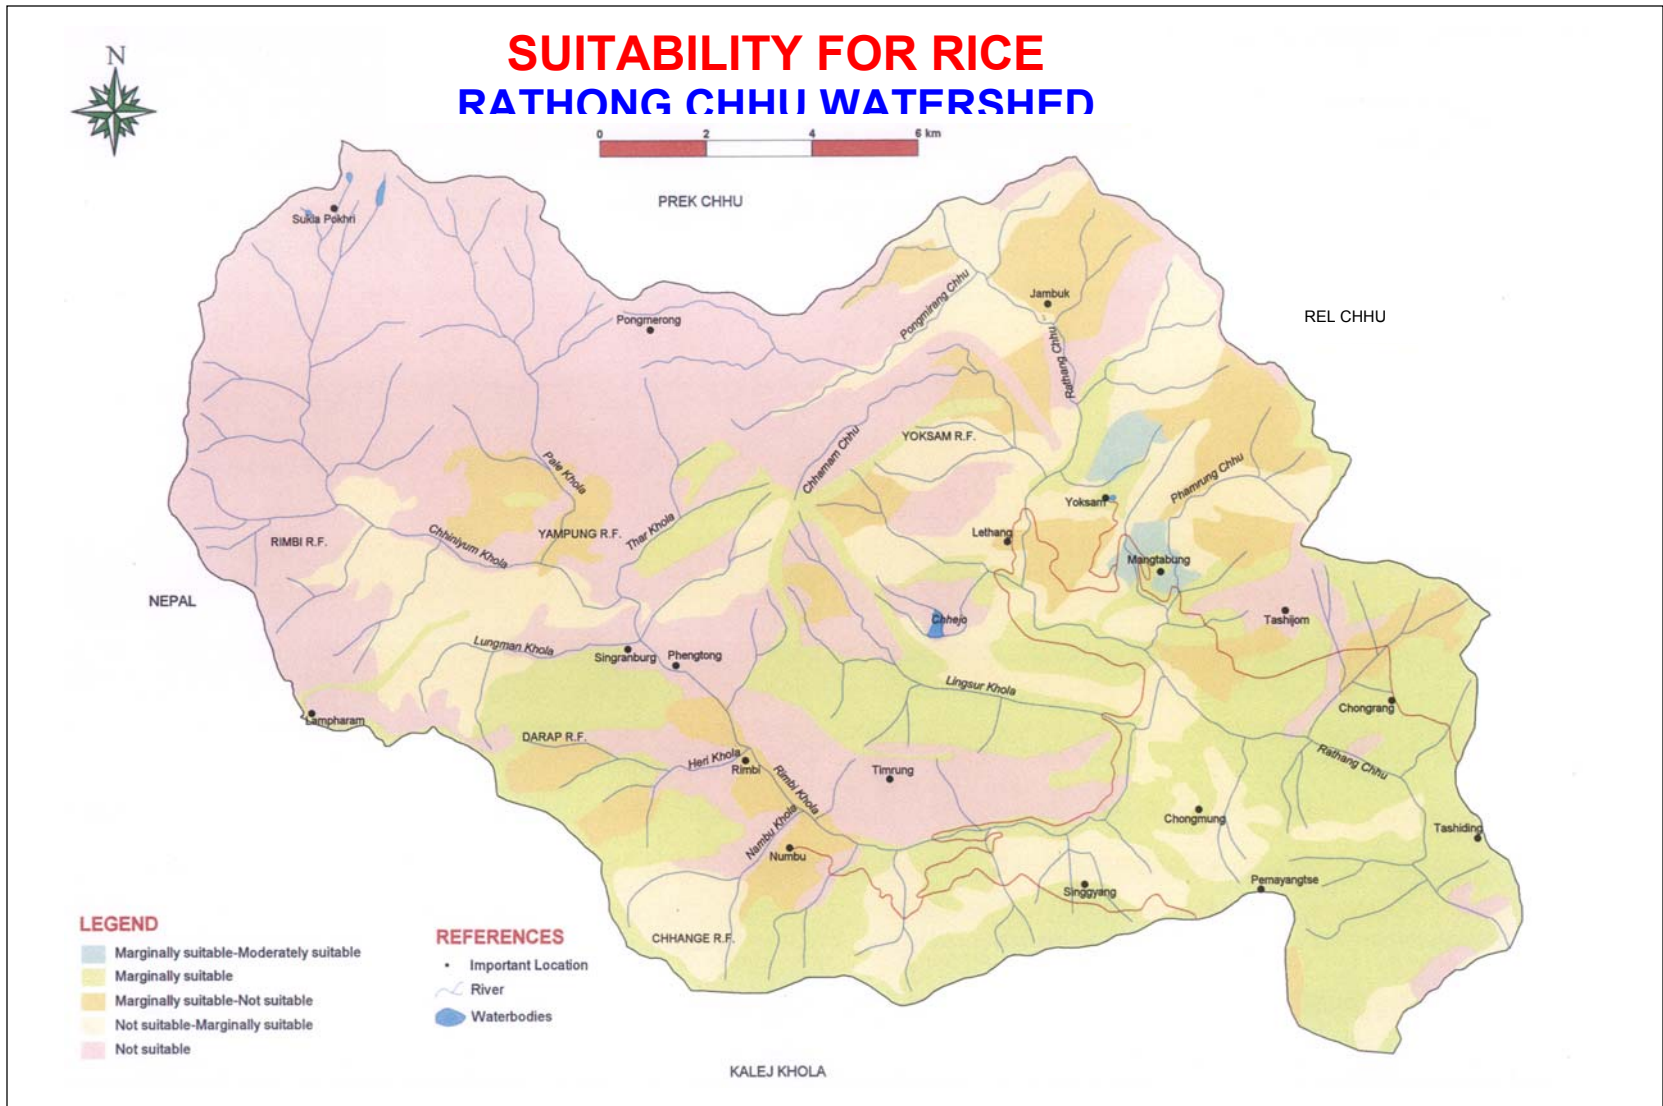 SUITABILITY FOR RICE
RATHONG CHHU WATERSHED
N
0 2 4 6 km
PREK CHHU
Sukla Pokhri
Pongmerong
Pongmirang Chhu
Jambuk
Rathang Chhu
REL CHHU
YOKSAM R.F.
Chhamam Chhu
Pale Khola
Phamrung Chhu
Yoksam
RIMBI R.F.
Chhiniyum Khola
YAMPUNG R.F.
Thar Khola
Lethang
Mangtabung
NEPAL
Chhejo
Tashijom
Lungman Khola
Singranburg
Phengtong
Lingsur Khola
Lampharam
Chongrang
DARAP R.F.
Heri Khola
Rimbi
Rimbi Khola
Timrung
Rathang Chhu
Nambu Khola
Numbu
Chongmung
Tashiding
Singgyang
Pemayangtse
CHHANGE R.F.
LEGEND
Marginally suitable-Moderately suitable
Marginally suitable
Marginally suitable-Not suitable
Not suitable-Marginally suitable
Not suitable
REFERENCES
Important Location
River
Waterbodies
KALEJ KHOLA